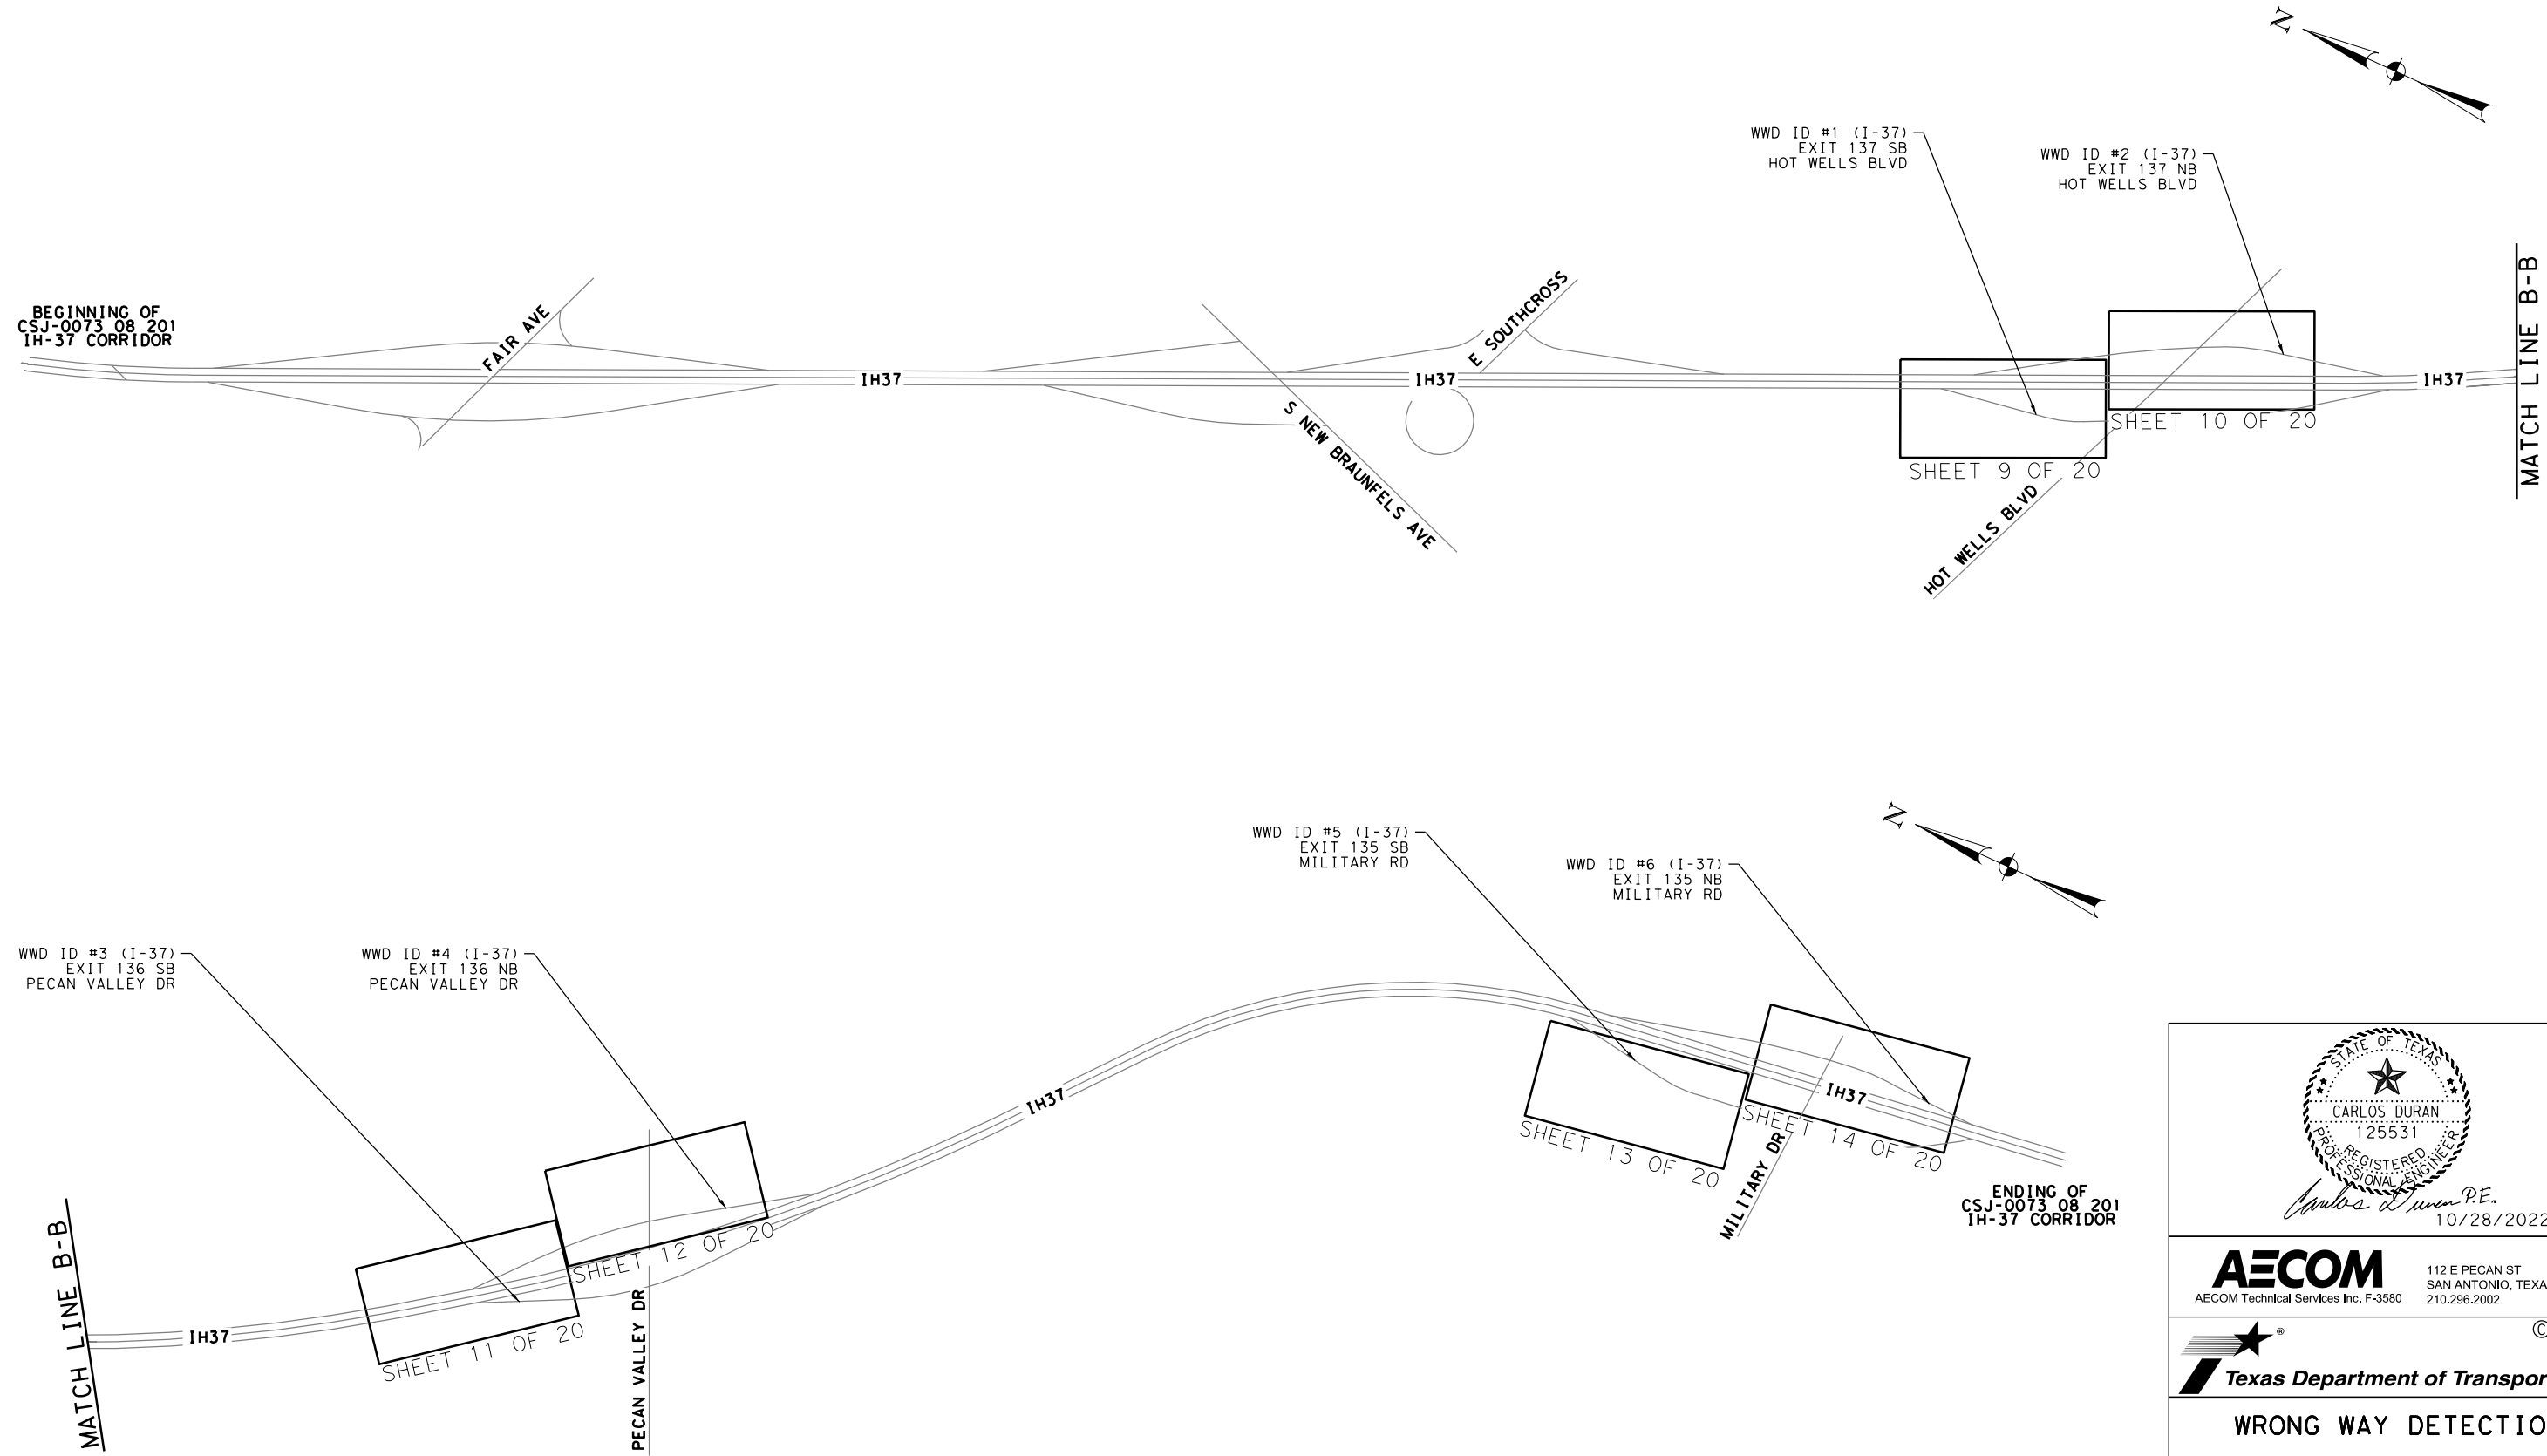 N
WWD ID #1 (I-37)
EXIT 137 SB
HOT WELLS BLVD
WWD ID #2 (I-37)
EXIT 137 NB
HOT WELLS BLVD
BEGINNING OF
CSJ-0073 08 201
IH-37 CORRIDOR
FAIR AVE
IH37
S NEW BRAUNFELS AVE
IH37
E SOUTHCROSS
SHEET 9 OF 20
HOT WELLS BLVD
SHEET 10 OF 20
IH37
MATCH LINE B-B
N
WWD ID #3 (I-37)
EXIT 136 SB
PECAN VALLEY DR
WWD ID #4 (I-37)
EXIT 136 NB
PECAN VALLEY DR
WWD ID #5 (I-37)
EXIT 135 SB
MILITARY RD
WWD ID #6 (I-37)
EXIT 135 NB
MILITARY RD
MATCH LINE B-B
IH37
SHEET 11 OF 20
SHEET 12 OF 20
PECAN VALLEY DR
IH37
SHEET 13 OF 20
SHEET 14 OF 20
MILITARY DR
IH37
ENDING OF
CSJ-0073 08 201
IH-37 CORRIDOR
STATE OF TEXAS
CARLOS DURAN
125531
REGISTERED
PROFESSIONAL ENGINEER
Carlos Duran P.E.
10/28/2022
AECOM
AECOM Technical Services Inc. F-3580
112 E PECAN ST
SAN ANTONIO, TEXA
210.296.2002
®
©
Texas Department of Transpor
WRONG WAY DETECTIO